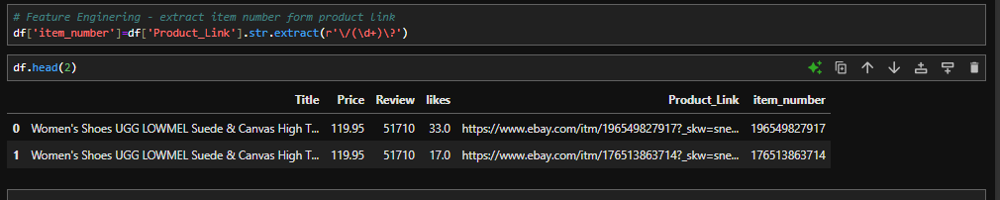 # Feature Enginering - extract item number form product link
df['item_number']=df['Product_Link'].str.extract(r'\/(\d+)\?')
df.head(2)
Title Price Review likes Product_Link item_number
0 Women's Shoes UGG LOWMEL Suede & Canvas High T... 119.95 51710 33.0 https://www.ebay.com/itm/196549827917?_skw=sne... 196549827917
1 Women's Shoes UGG LOWMEL Suede & Canvas High T... 119.95 51710 17.0 https://www.ebay.com/itm/176513863714?_skw=sne... 176513863714